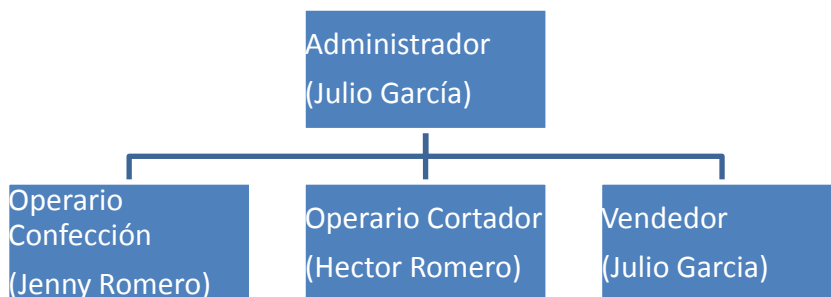 Administrador
(Julio García)
Operario
Confección
(Jenny Romero)
Operario Cortador
(Hector Romero)
Vendedor
(Julio Garcia)